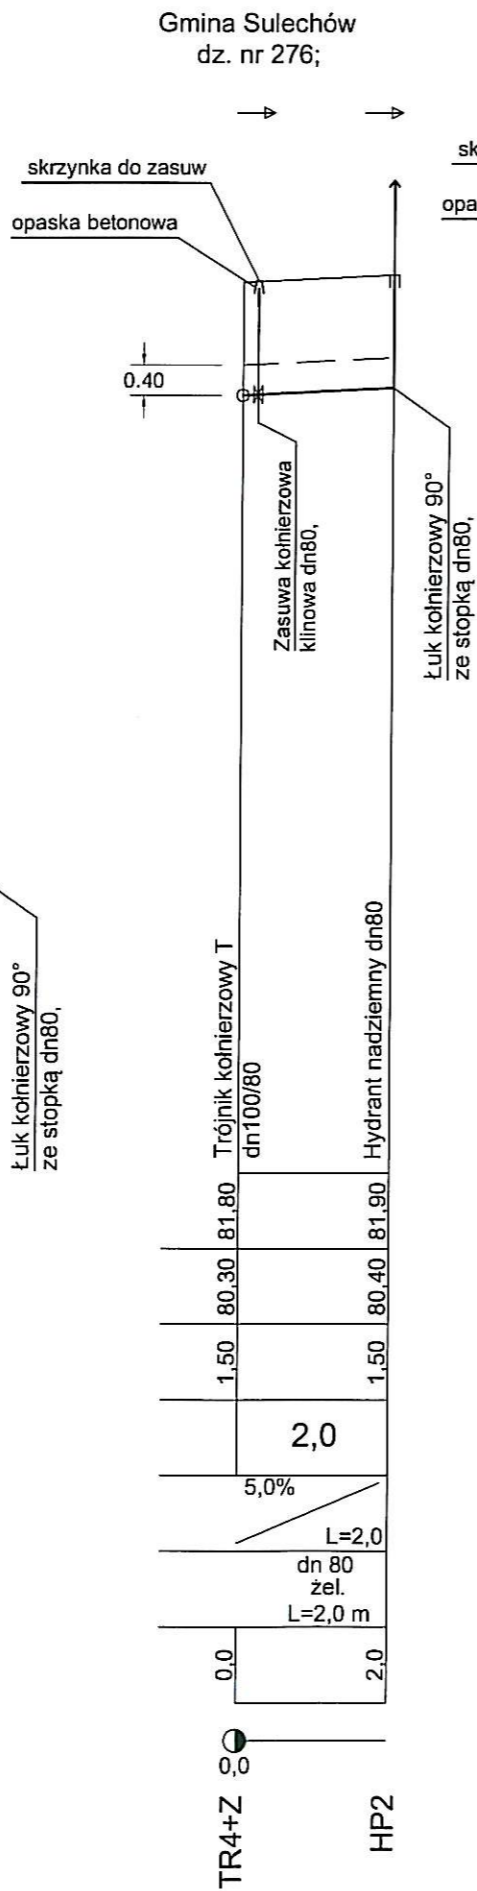 Gmina Sulechów
dz. nr 276;
sk
skrzynka do zasuw
opa
opaska betonowa
0.40
Zasuwa kołnierzowa
klinowa dn80,
Łuk kołnierzowy 90°
ze stopką dn80,
Łuk kołnierzowy 90°
ze stopką dn80,
Trójnik kołnierzowy T
dn100/80
Hydrant nadziemny dn80
81,80
81,90
80,30
80,40
1,50
1,50
2,0
5,0%
L=2,0
dn 80
żel.
L=2,0 m
0,0
2,0
0,0
TR4+Z
HP2